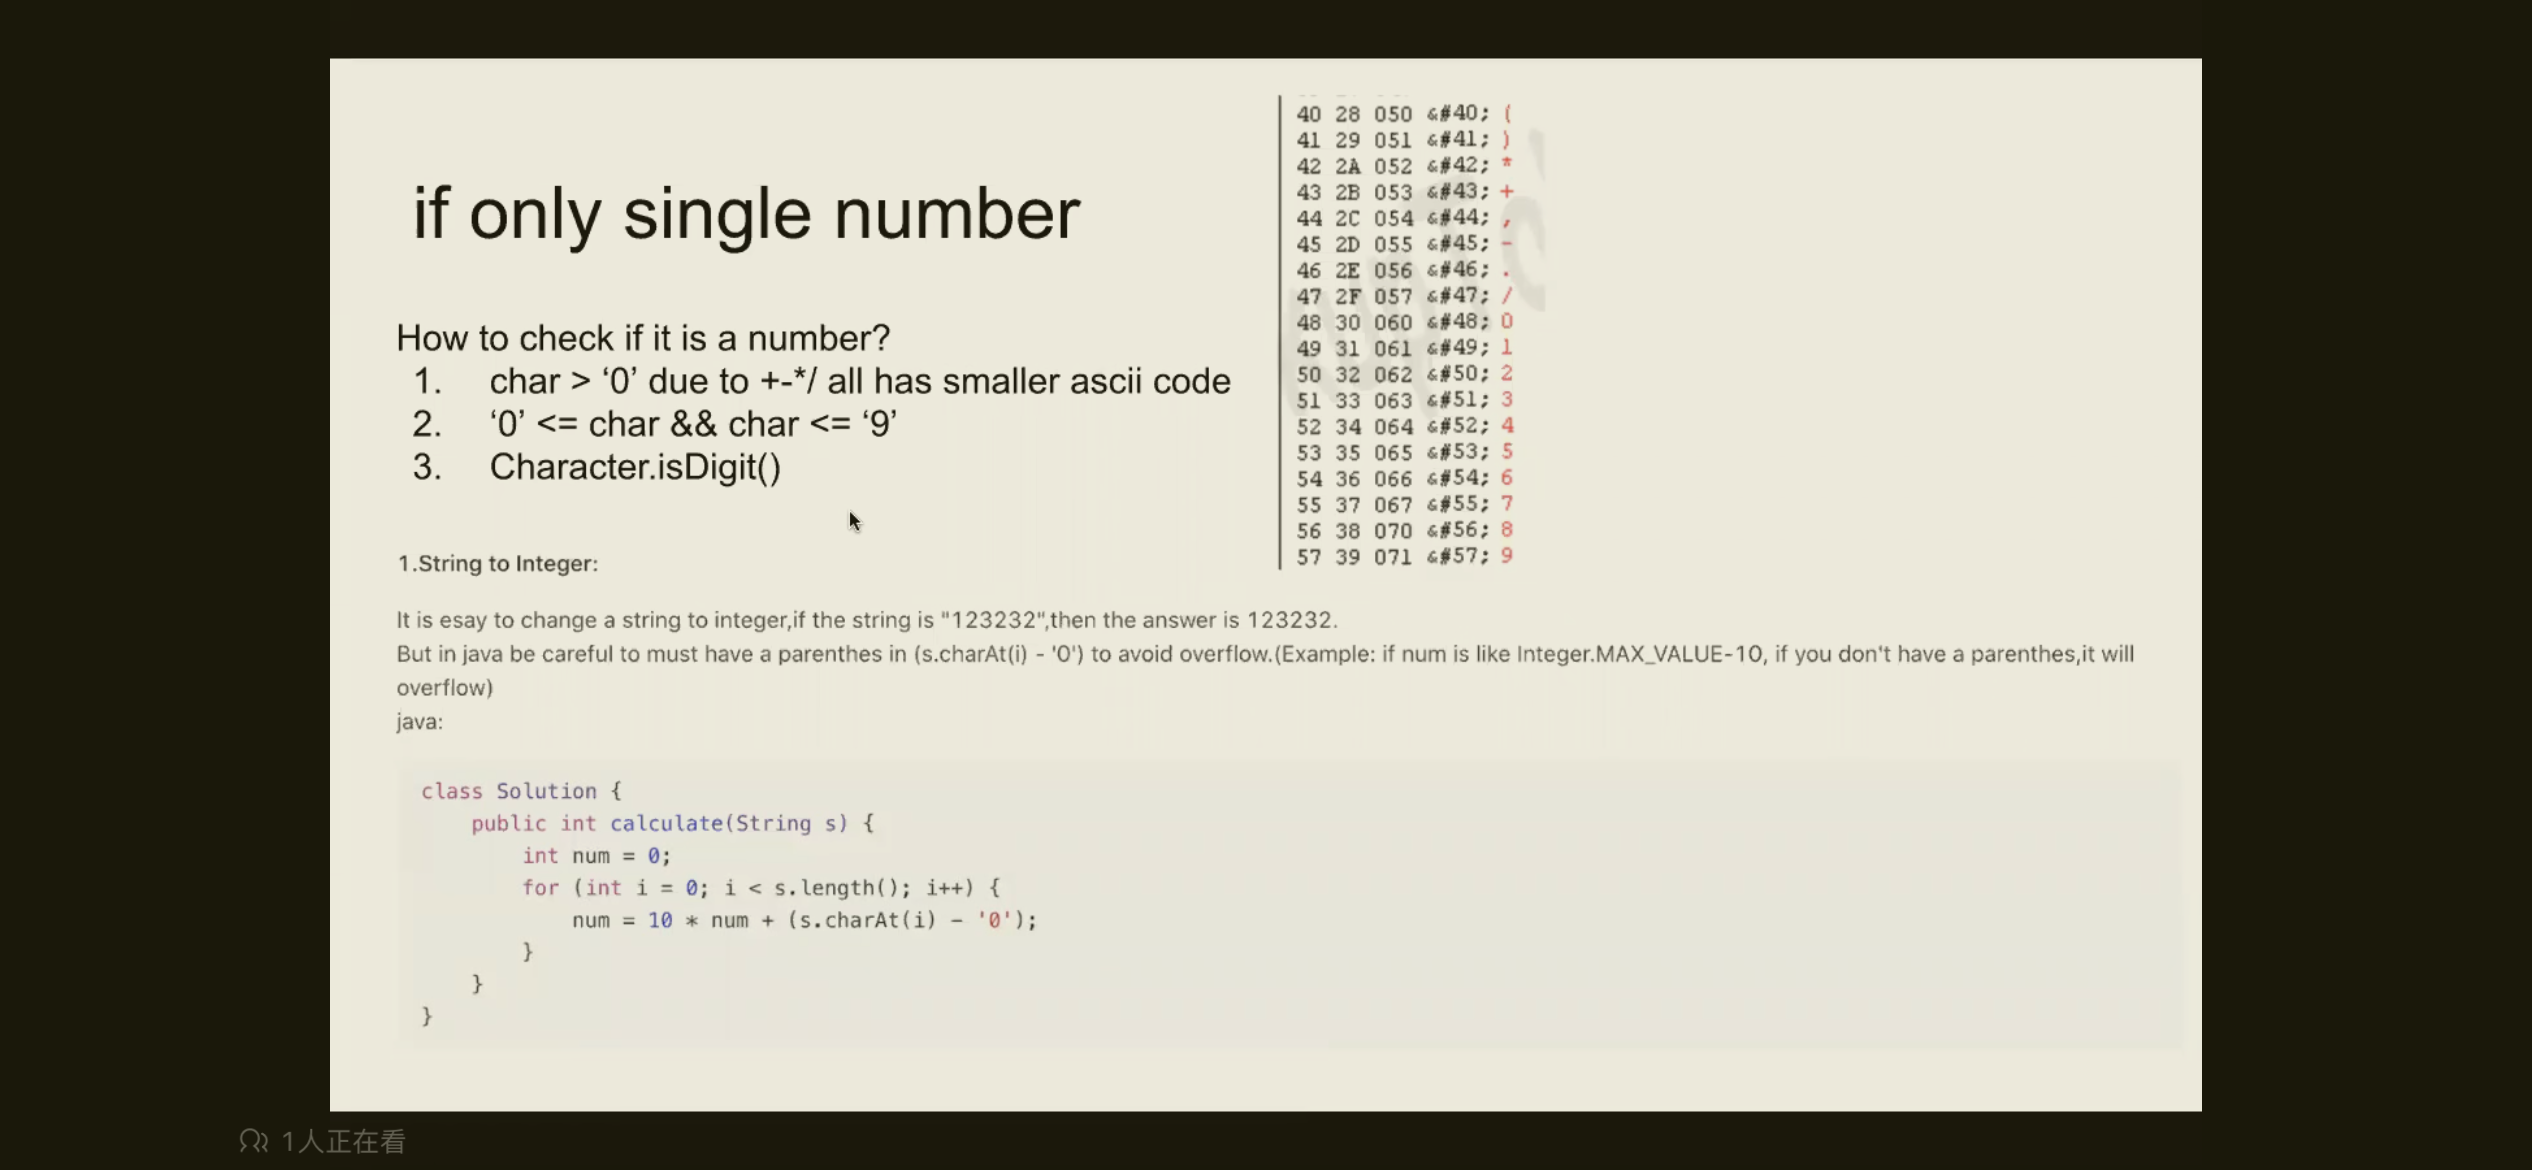 if only single number
How to check if it is a number?
1. char > ‘0’ due to +-*/ all has smaller ascii code
2. ‘0’ <= char && char <= ‘9’
3. Character.isDigit()
40 28 050 &#40; (
41 29 051 &#41; )
42 2A 052 &#42; *
43 2B 053 &#43; +
44 2C 054 &#44; ,
45 2D 055 &#45; -
46 2E 056 &#46; .
47 2F 057 &#47; /
48 30 060 &#48; 0
49 31 061 &#49; 1
50 32 062 &#50; 2
51 33 063 &#51; 3
52 34 064 &#52; 4
53 35 065 &#53; 5
54 36 066 &#54; 6
55 37 067 &#55; 7
56 38 070 &#56; 8
57 39 071 &#57; 9
1.String to Integer:
It is esay to change a string to integer,if the string is "123232",then the answer is 123232.
But in java be careful to must have a parenthes in (s.charAt(i) - '0') to avoid overflow.(Example: if num is like Integer.MAX_VALUE-10, if you don't have a parenthes,it will
overflow)
java:
class Solution {
public int calculate(String s) {
int num = 0;
for (int i = 0; i < s.length(); i++) {
num = 10 * num + (s.charAt(i) - '0');
}
}
}
1人正在看